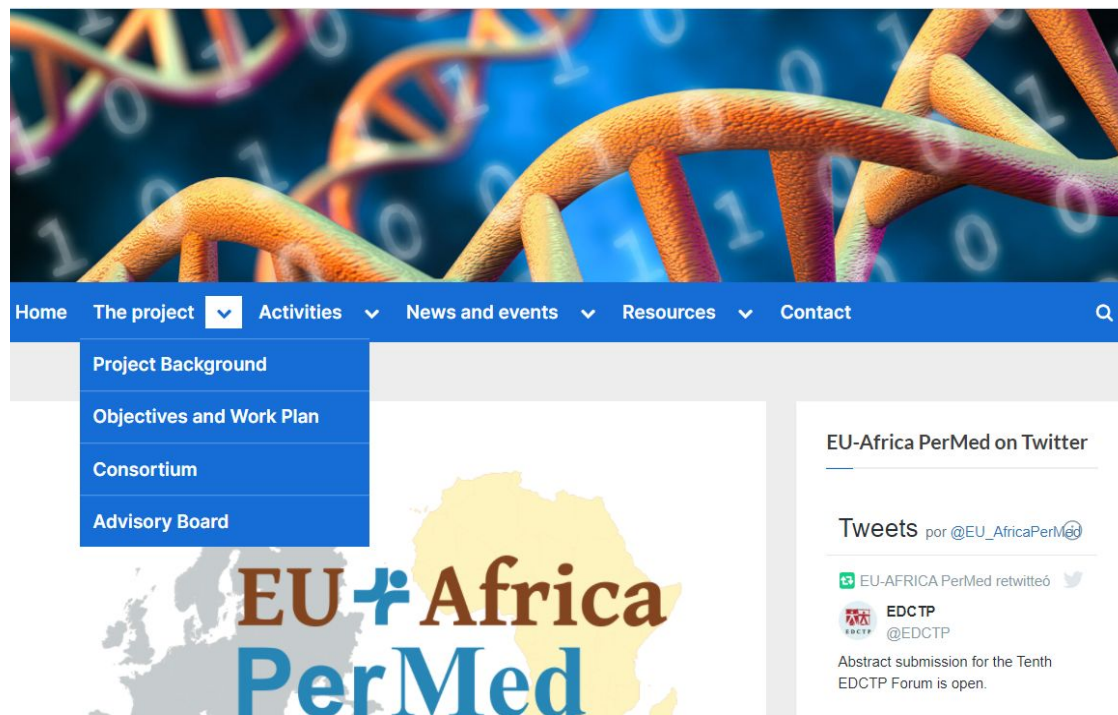 Home The project Activities News and events Resources Contact
Project Background
Objectives and Work Plan
Consortium
Advisory Board
EU Africa
PerMed
EU-Africa PerMed on Twitter
Tweets por @EU_AfricaPerMed
EU-AFRICA PerMed retwitteó
EDCTP
EDCTP
@EDCTP
Abstract submission for the Tenth
EDCTP Forum is open.